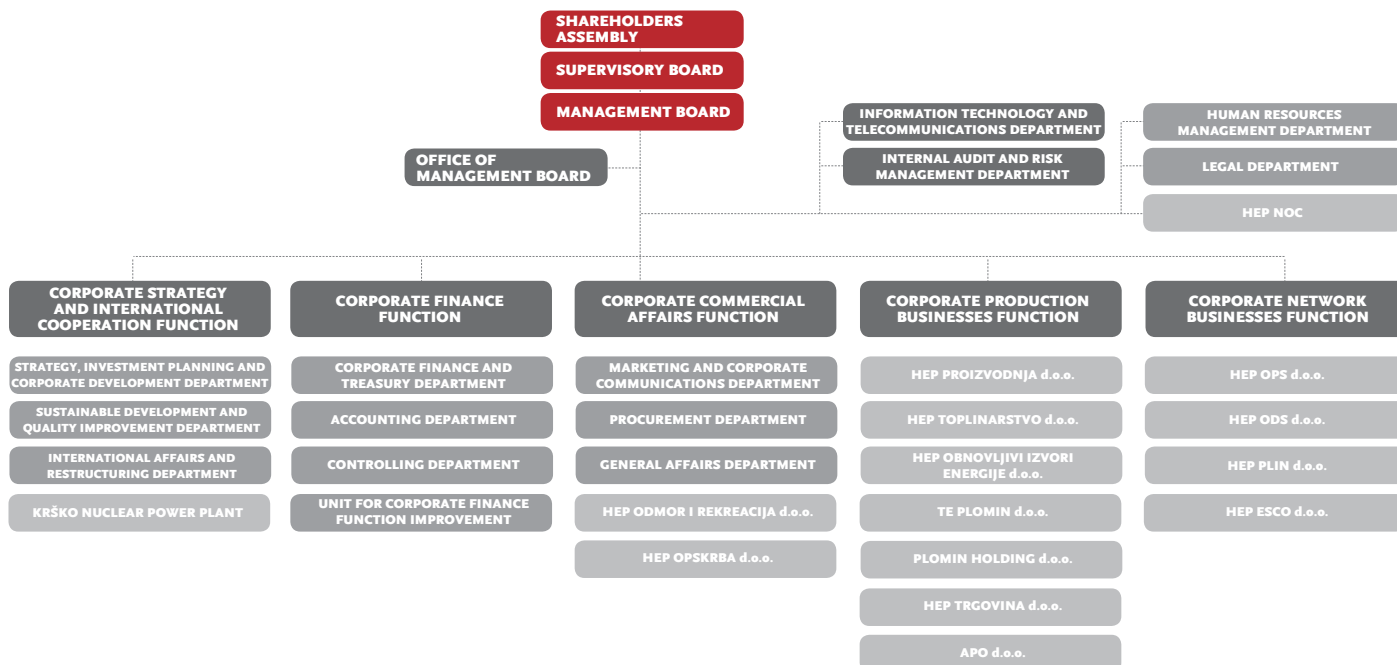 SHAREHOLDERS
ASSEMBLY
SUPERVISORY BOARD
MANAGEMENT BOARD
OFFICE OF
MANAGEMENT BOARD
INFORMATION TECHNOLOGY AND
TELECOMMUNICATIONS DEPARTMENT
INTERNAL AUDIT AND RISK
MANAGEMENT DEPARTMENT
HUMAN RESOURCES
MANAGEMENT DEPARTMENT
LEGAL DEPARTMENT
HEP NOC
CORPORATE STRATEGY
AND INTERNATIONAL
COOPERATION FUNCTION
STRATEGY, INVESTMENT PLANNING AND
CORPORATE DEVELOPMENT DEPARTMENT
SUSTAINABLE DEVELOPMENT AND
QUALITY IMPROVEMENT DEPARTMENT
INTERNATIONAL AFFAIRS AND
RESTRUCTURING DEPARTMENT
KRŠKO NUCLEAR POWER PLANT
CORPORATE FINANCE
FUNCTION
CORPORATE FINANCE AND
TREASURY DEPARTMENT
ACCOUNTING DEPARTMENT
CONTROLLING DEPARTMENT
UNIT FOR CORPORATE FINANCE
FUNCTION IMPROVEMENT
CORPORATE COMMERCIAL
AFFAIRS FUNCTION
MARKETING AND CORPORATE
COMMUNICATIONS DEPARTMENT
PROCUREMENT DEPARTMENT
GENERAL AFFAIRS DEPARTMENT
HEP ODMOR I REKREACIJA d.o.o.
HEP OPSKRBA d.o.o.
CORPORATE PRODUCTION
BUSINESSES FUNCTION
HEP PROIZVODNJA d.o.o.
HEP TOPLINARSTVO d.o.o.
HEP OBNOVLJIVI IZVORI
ENERGIJE d.o.o.
TE PLOMIN d.o.o.
PLOMIN HOLDING d.o.o.
HEP TRGOVINA d.o.o.
APO d.o.o.
CORPORATE NETWORK
BUSINESSES FUNCTION
HEP OPS d.o.o.
HEP ODS d.o.o.
HEP PLIN d.o.o.
HEP ESCO d.o.o.